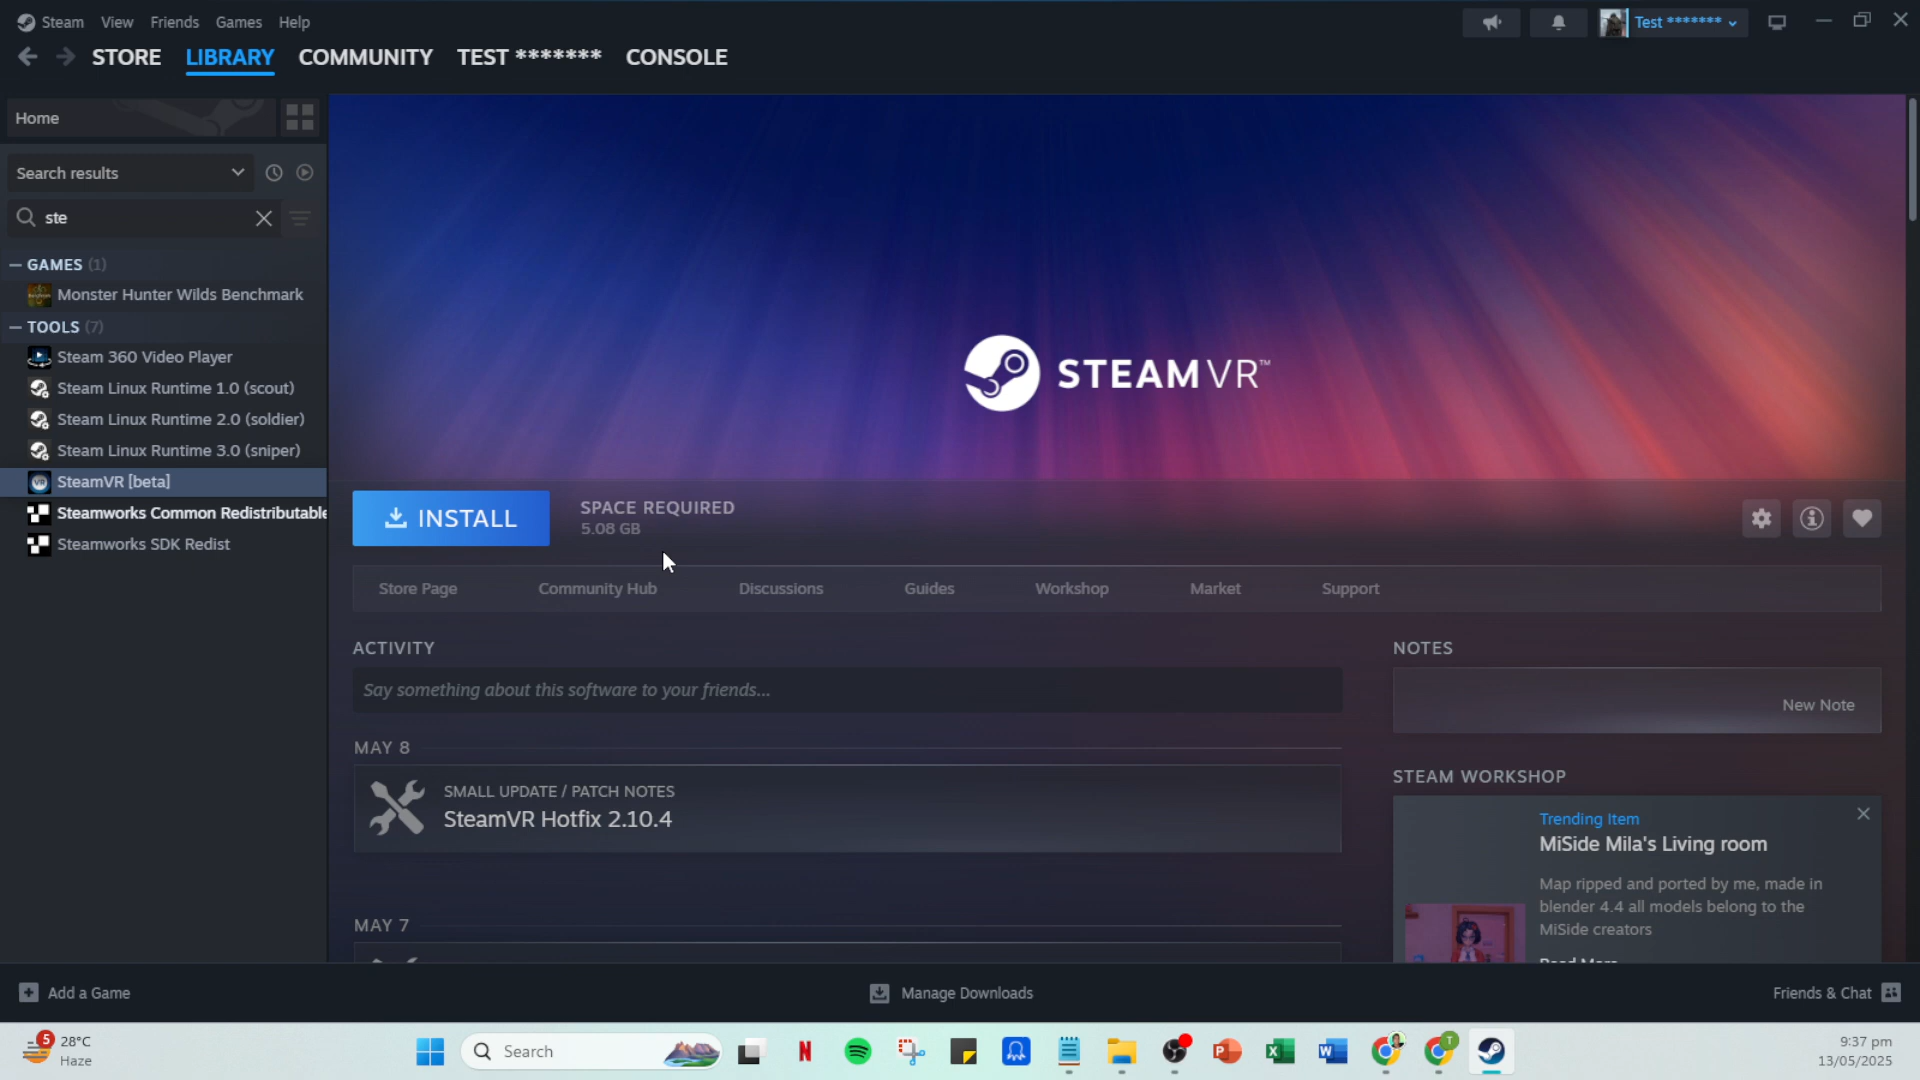 Steam View Friends Games Help
Test *******
STORE LIBRARY COMMUNITY TEST ******* CONSOLE
Home
Search results
ste
— GAMES (1)
Monster Hunter Wilds Benchmark
— TOOLS (7)
Steam 360 Video Player
Steam Linux Runtime 1.0 (scout)
Steam Linux Runtime 2.0 (soldier)
Steam Linux Runtime 3.0 (sniper)
SteamVR [beta]
Steamworks Common Redistributable
Steamworks SDK Redist
STEAMVR™
INSTALL
SPACE REQUIRED
5.08 GB
Store Page Community Hub Discussions Guides Workshop Market Support
ACTIVITY
Say something about this software to your friends...
MAY 8
SMALL UPDATE / PATCH NOTES
SteamVR Hotfix 2.10.4
MAY 7
NOTES
New Note
STEAM WORKSHOP
Trending Item
MiSide Mila's Living room
Map ripped and ported by me, made in
blender 4.4 all models belong to the
MiSide creators
Add a Game
Manage Downloads
Friends & Chat
5
28°C
Haze
Search
9:37 pm
13/05/2025